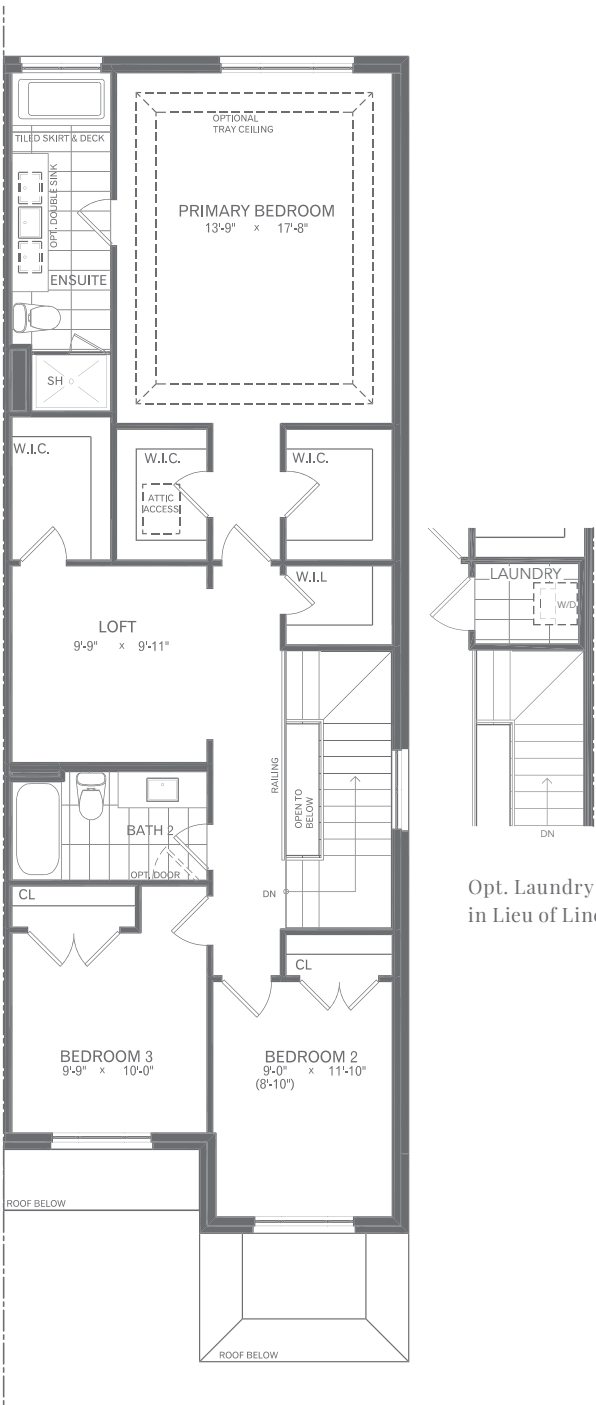 OPTIONAL
TRAY CEILING
TILED SKIRT & DECK
OPT. DOUBLE SINK
PRIMARY BEDROOM
13'-9" x 17'-8"
ENSUITE
SH
W.I.C.
W.I.C.
W.I.C.
ATTIC
ACCESS
W.I.L
LAUNDRY
W/D
LOFT
9'-9" x 9'-11"
RAILING
OPEN TO
BELOW
BATH 2
OPT. DOOR
DN
DN
Opt. Laundry
in Lieu of
CL
CL
BEDROOM 3
9'-9" x 10'-0"
BEDROOM 2
9'-0" x 11'-10"
(8'-10")
ROOF BELOW
ROOF BELOW